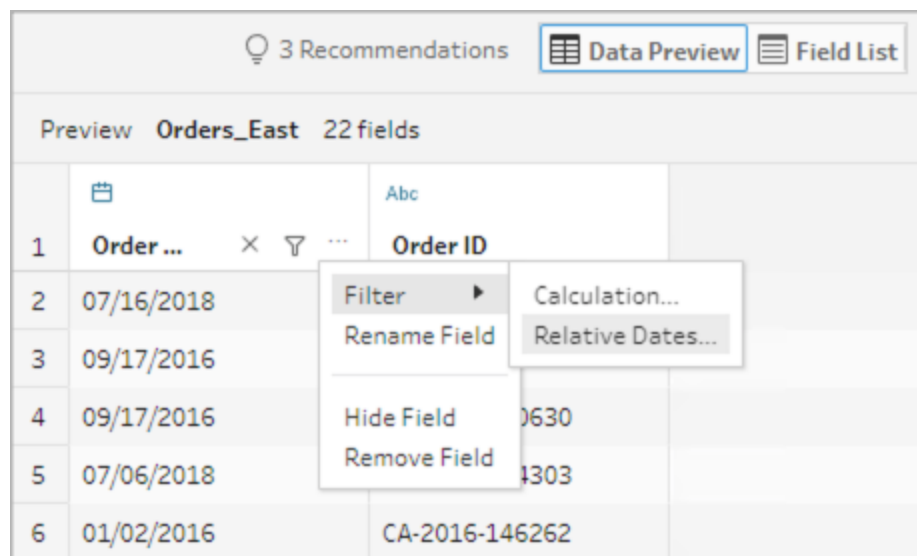 3 Recommendations Data Preview Field List
Preview Orders_East 22 fields
Abc
1 Order ... Order ID
Filter Calculation...
2 07/16/2018
Rename Field Relative Dates...
3 09/17/2016
4 09/17/2016 Hide Field 0630
Remove Field
5 07/06/2018 4303
6 01/02/2016 CA-2016-146262